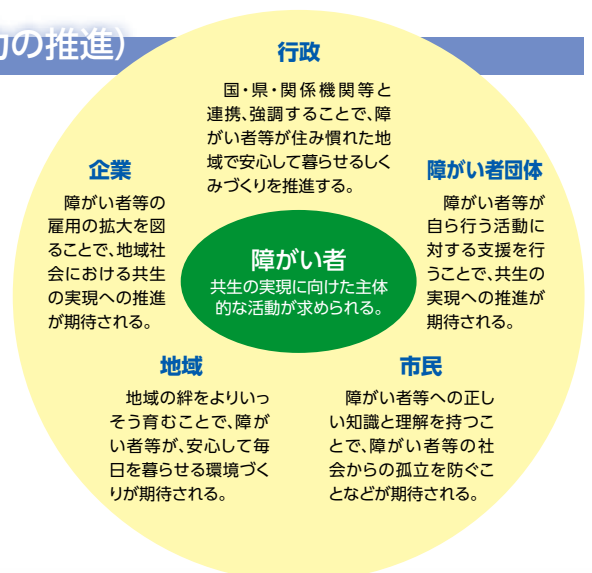 の推進）
行政
国・県・関係機関等と
連携、強調することで、障
がい者等が住み慣れた地
域で安心して暮らせるしく
みづくりを推進する。
企業
障がい者等の
雇用の拡大を図
ることで、地域社
会における共生
の実現への推進
が期待される。
障がい者団体
障がい者等が
自ら行う活動に
対する支援を行
うことで、共生の
実現への推進が
期待される。
障がい者
共生の実現に向けた主体
的な活動が求められる。
地域
地域の絆をよりいっ
そう育むことで、障が
い者等が、安心して毎
日を暮らせる環境づく
りが期待される。
市民
障がい者等への正し
い知識と理解を持つこ
とで、障がい者等の社
会からの孤立を防ぐこ
となどが期待される。